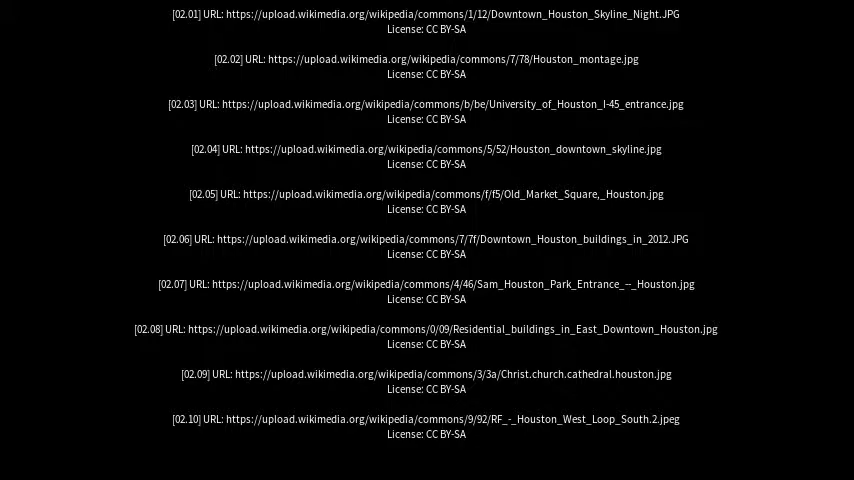 [02.01] URL: https://upload.wikimedia.org/wikipedia/commons/1/12/Downtown_Houston_Skyline_Night.JPG
License: CC BY-SA
[02.02] URL: https://upload.wikimedia.org/wikipedia/commons/7/78/Houston_montage.jpg
License: CC BY-SA
[02.03] URL: https://upload.wikimedia.org/wikipedia/commons/b/be/University_of_Houston_I-45_entrance.jpg
License: CC BY-SA
[02.04] URL: https://upload.wikimedia.org/wikipedia/commons/5/52/Houston_downtown_skyline.jpg
License: CC BY-SA
[02.05] URL: https://upload.wikimedia.org/wikipedia/commons/f/f5/Old_Market_Square,_Houston.jpg
License: CC BY-SA
[02.06] URL: https://upload.wikimedia.org/wikipedia/commons/7/7f/Downtown_Houston_buildings_in_2012.JPG
License: CC BY-SA
[02.07] URL: https://upload.wikimedia.org/wikipedia/commons/4/46/Sam_Houston_Park_Entrance_--_Houston.jpg
License: CC BY-SA
[02.08] URL: https://upload.wikimedia.org/wikipedia/commons/0/09/Residential_buildings_in_East_Downtown_Houston.jpg
License: CC BY-SA
[02.09] URL: https://upload.wikimedia.org/wikipedia/commons/3/3a/Christ.church.cathedral.houston.jpg
License: CC BY-SA
[02.10] URL: https://upload.wikimedia.org/wikipedia/commons/9/92/RF_-_Houston_West_Loop_South.2.jpeg
License: CC BY-SA